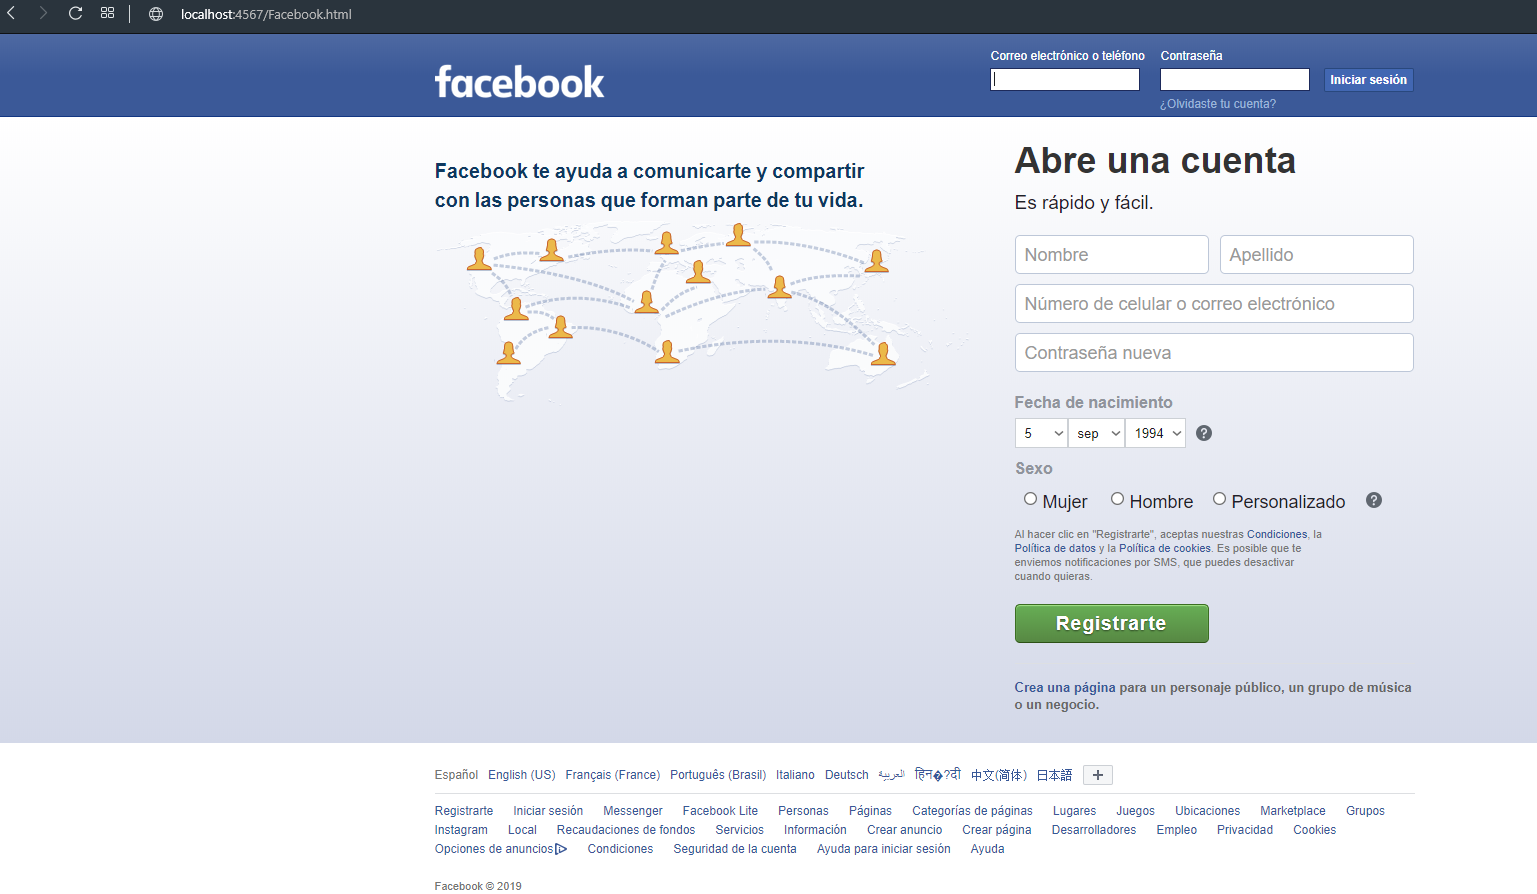 localhost:4567/Facebook.html
facebook
Correo electrónico o teléfono
Contraseña
Iniciar sesión
¿Olvidaste tu cuenta?
Facebook te ayuda a comunicarte y compartir
con las personas que forman parte de tu vida.
Abre una cuenta
Es rápido y fácil.
Nombre Apellido
Número de celular o correo electrónico
Contraseña nueva
Fecha de nacimiento
5 sep 1994 ?
Sexo
Mujer Hombre Personalizado ?
Al hacer clic en "Registrarte", aceptas nuestras Condiciones, la
Política de datos y la Política de cookies. Es posible que te
enviemos notificaciones por SMS, que puedes desactivar
cuando quieras.
Registrarte
Crea una página para un personaje público, un grupo de música
o un negocio.
Español English (US) Français (France) Português (Brasil) Italiano Deutsch العربية हिन�?दी 中文(简体) 日本語 +
Registrarte Iniciar sesión Messenger Facebook Lite Personas Páginas Categorías de páginas Lugares Juegos Ubicaciones Marketplace Grupos
Instagram Local Recaudaciones de fondos Servicios Información Crear anuncio Crear página Desarrolladores Empleo Privacidad Cookies
Opciones de anuncios Condiciones Seguridad de la cuenta Ayuda para iniciar sesión Ayuda
Facebook © 2019